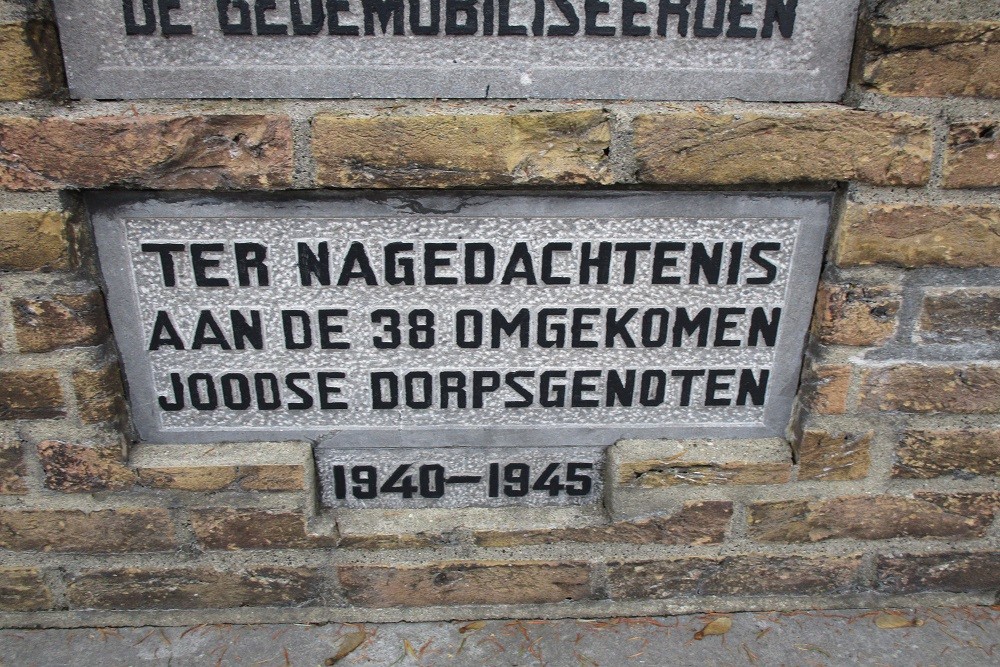 DE GEDEMOBILISEERDEN
TER NAGEDACHTENIS
AAN DE 38 OMGEKOMEN
JOODSE DORPSGENOTEN
1940-1945